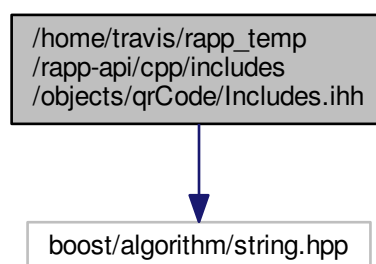 /home/travis/rapp_temp
/rapp-api/cpp/includes
/objects/qrCode/Includes.ihh
boost/algorithm/string.hpp